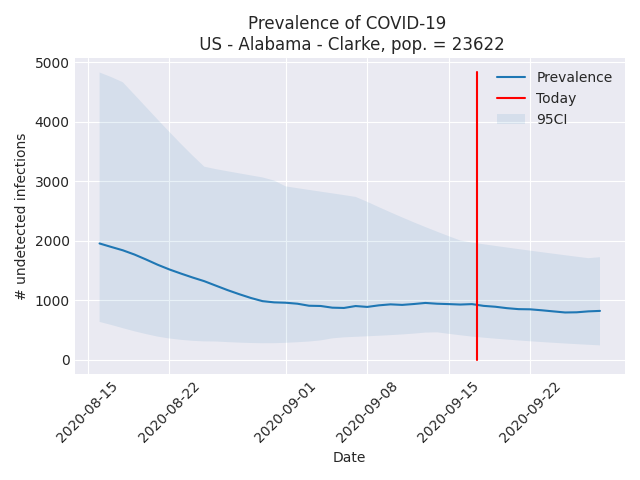 Prevalence of COVID-19
US - Alabama - Clarke, pop. = 23622
# undetected infections
5000
4000
3000
2000
1000
0
Prevalence
Today
95CI
2020-08-15
2020-08-22
2020-09-01
2020-09-08
2020-09-15
2020-09-22
Date